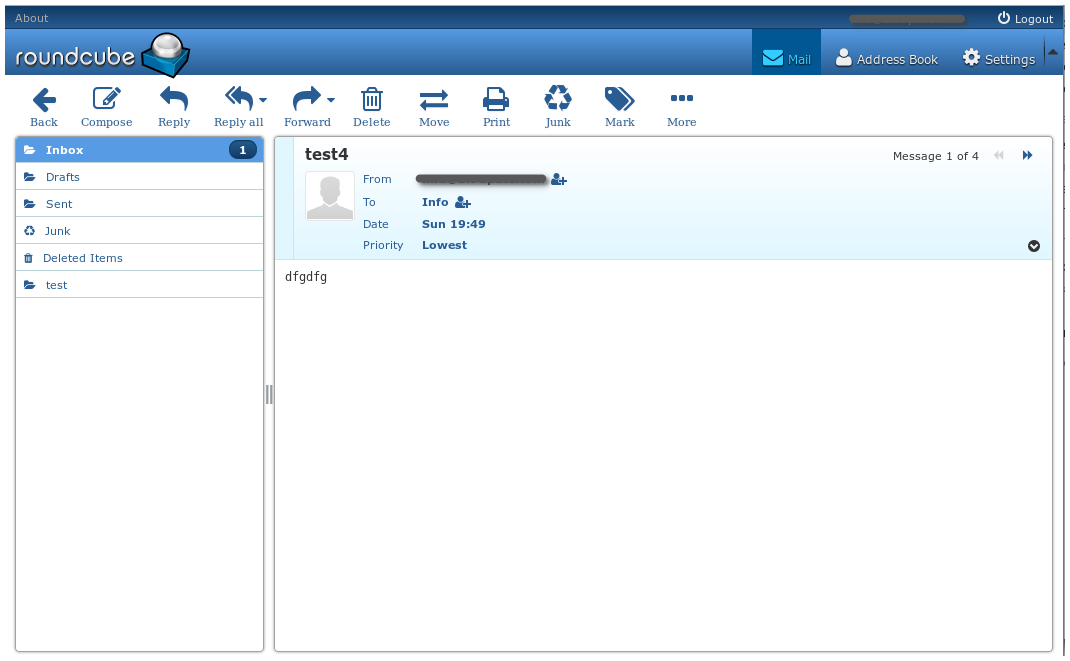 About
Logout
roundcube
Mail Address Book Settings
Back Compose Reply Reply all Forward Delete Move Print Junk Mark More
Inbox 1
Drafts
Sent
Junk
Deleted Items
test
test4
Message 1 of 4
From
To Info
Date Sun 19:49
Priority Lowest
dfgdfg